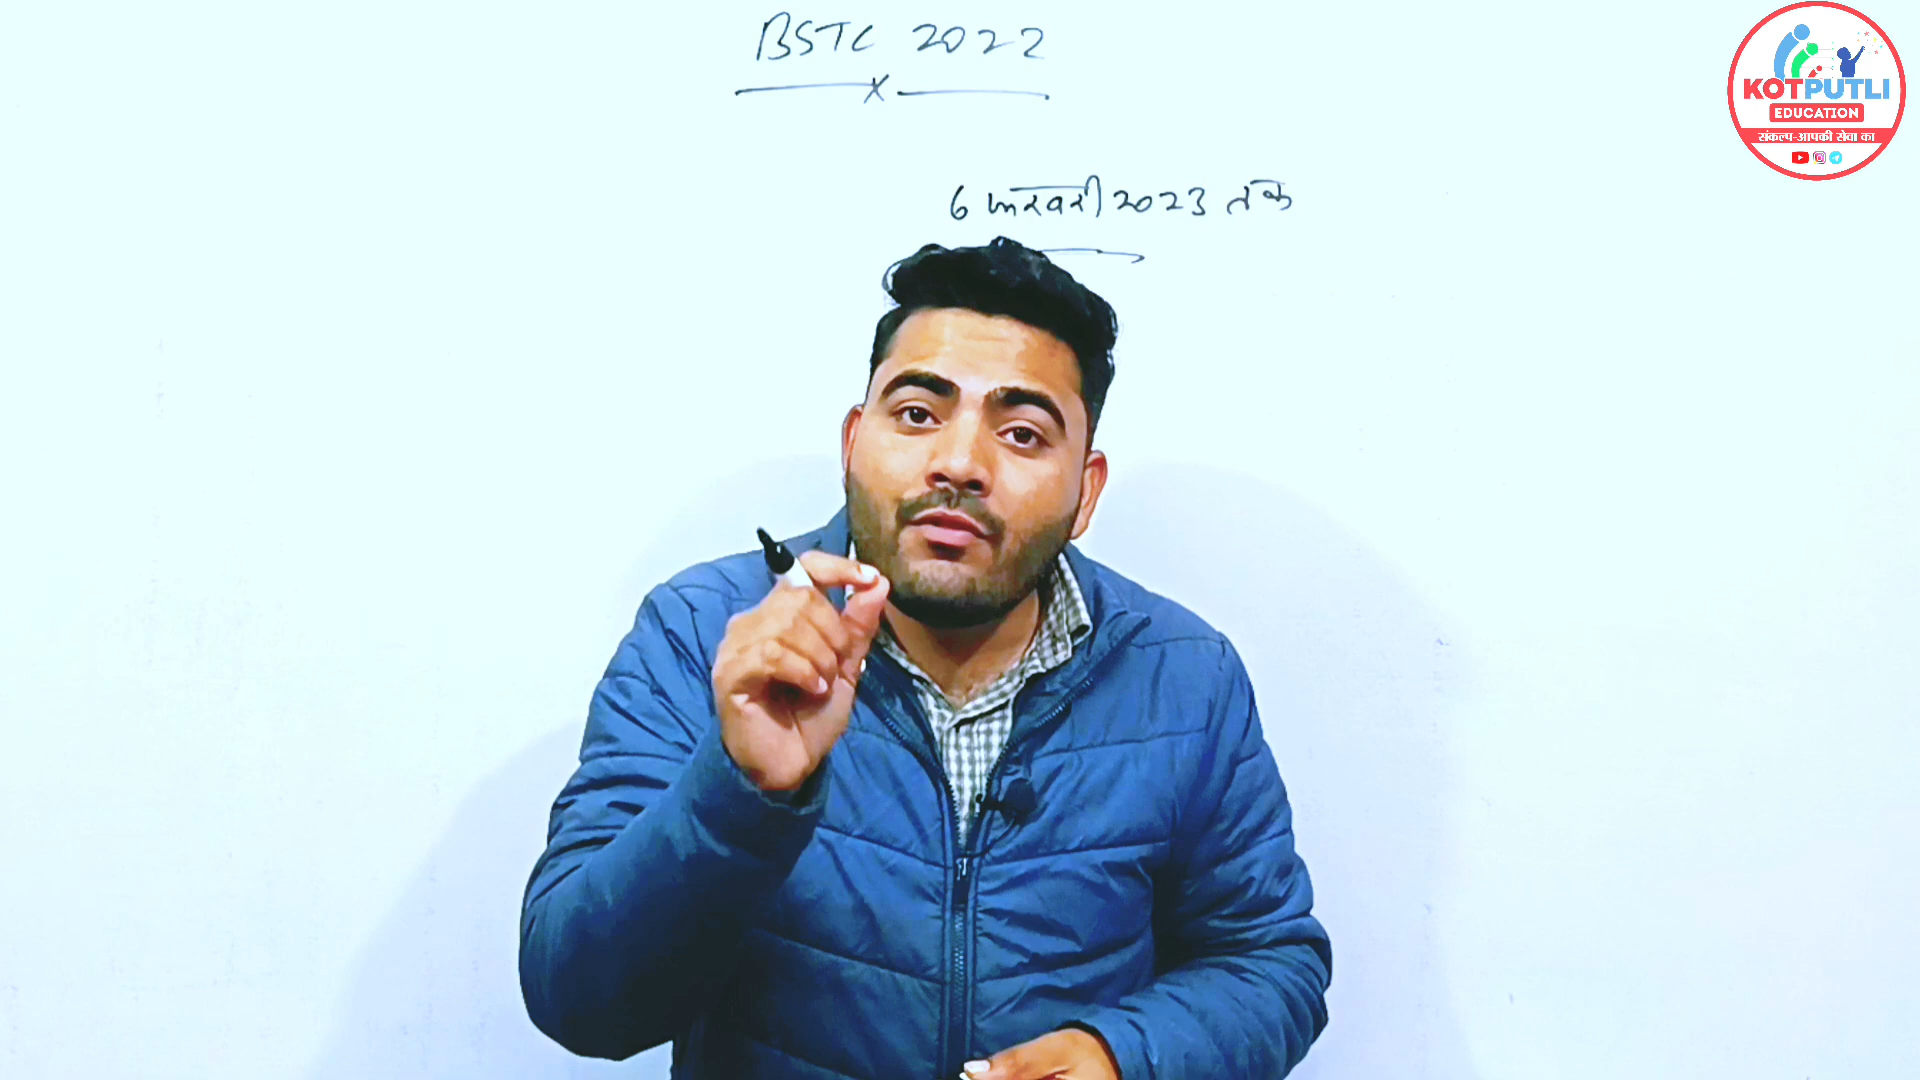 BSTC 2022
x
6 फरवरी 2023 तक
KOTPUTLI
EDUCATION
संकल्प-आपकी सेवा का